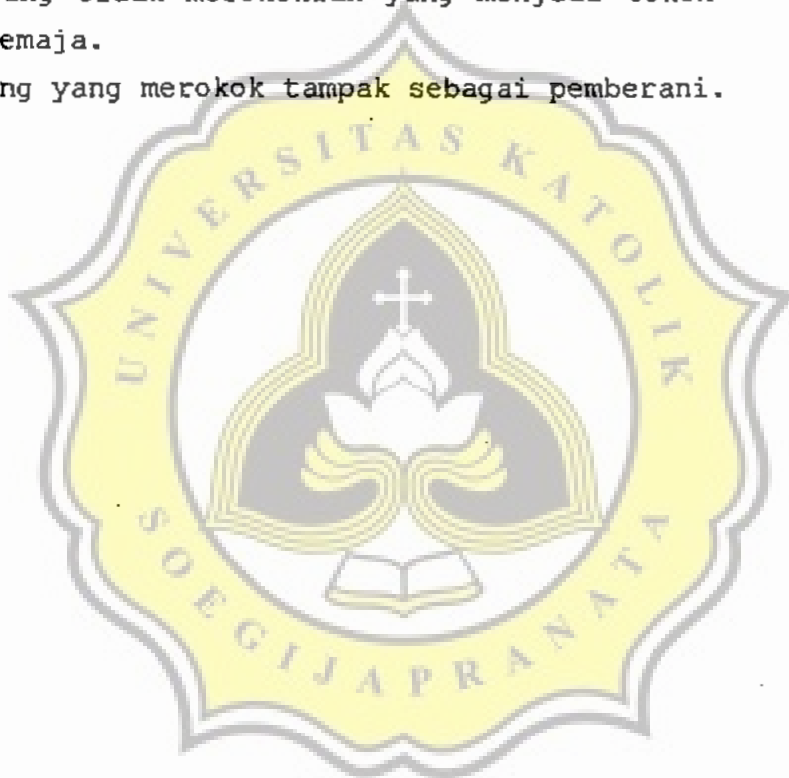 emaja.
ng yang merokok tampak sebagai pemberani.
UNIVERSITAS KATOLIK
SOEGIJAPRANATA